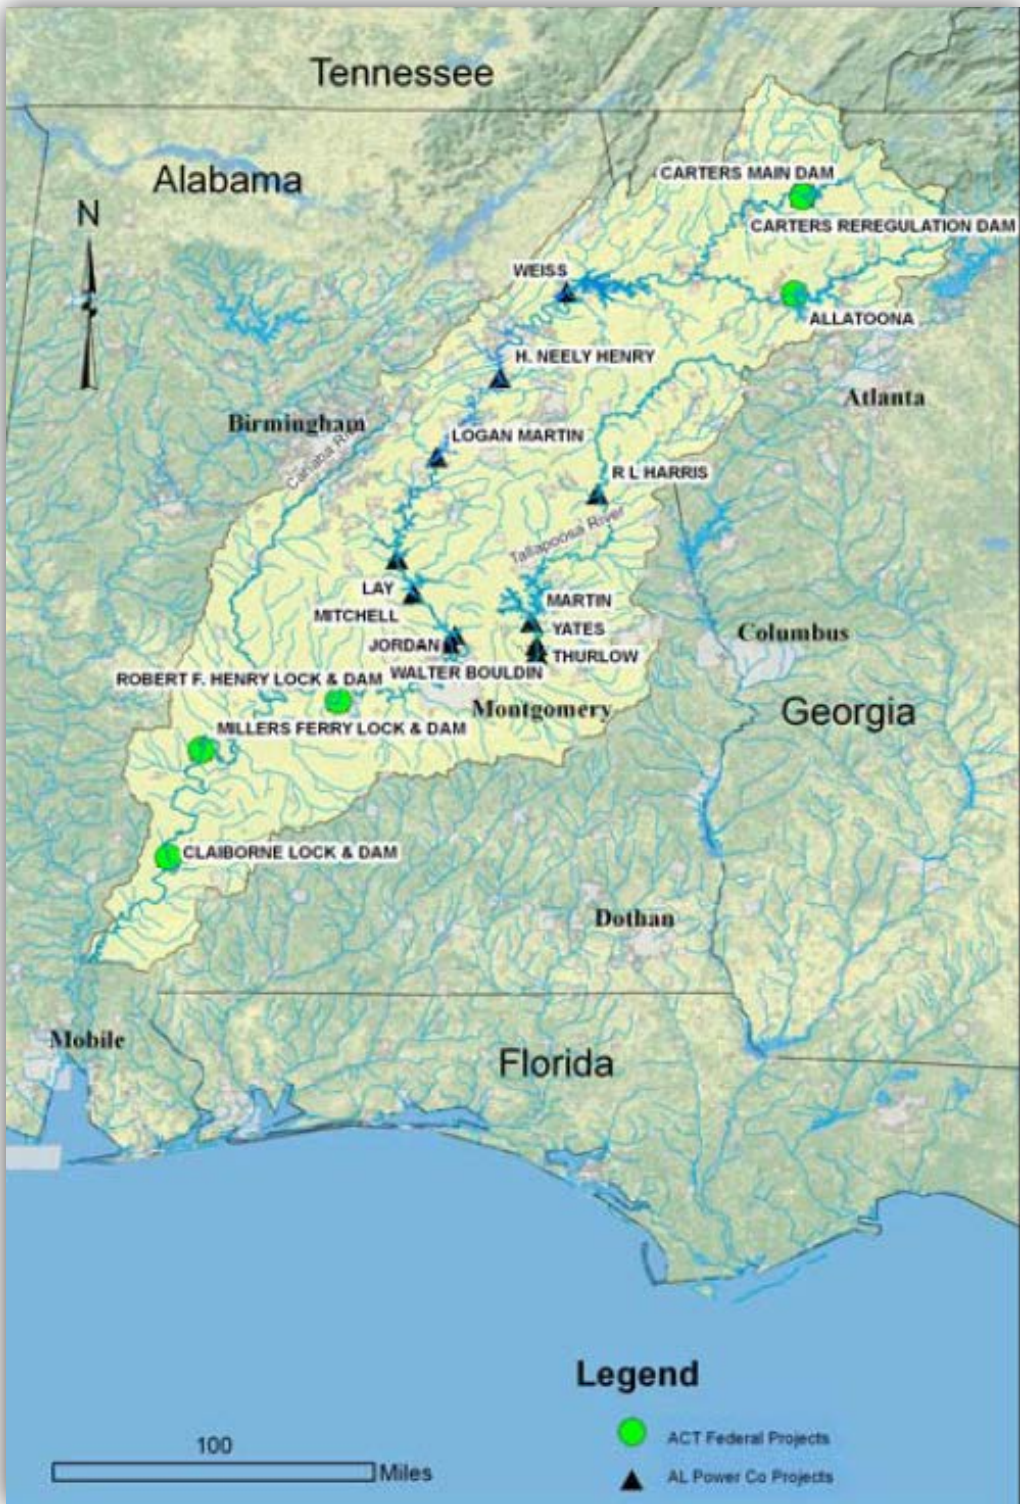 Tennessee
Alabama
N
CARTERS MAIN DAM
CARTERS REREGULATION DAM
WEISS
ALLATOONA
H. NEELY HENRY
Atlanta
Birmingham
LOGAN MARTIN
Cahaba River
R L HARRIS
Tallapoosa River
LAY
MARTIN
MITCHELL
YATES
Columbus
JORDAN
THURLOW
WALTER BOULDIN
ROBERT F. HENRY LOCK & DAM
Montgomery
Georgia
MILLERS FERRY LOCK & DAM
CLAIBORNE LOCK & DAM
Dothan
Mobile
Florida
Legend
ACT Federal Projects
100
Miles
AL Power Co Projects